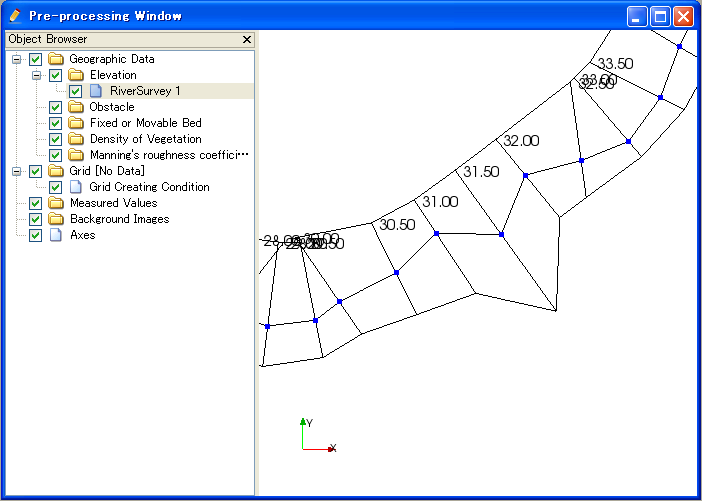 Pre-processing Window
Object Browser
Geographic Data
Elevation
RiverSurvey 1
Obstacle
Fixed or Movable Bed
Density of Vegetation
Manning's roughness coeffici···
Grid [No Data]
Grid Creating Condition
Measured Values
Background Images
Axes
33.50
33.00
32.50
32.00
31.50
31.00
30.50
30.00
Y
X